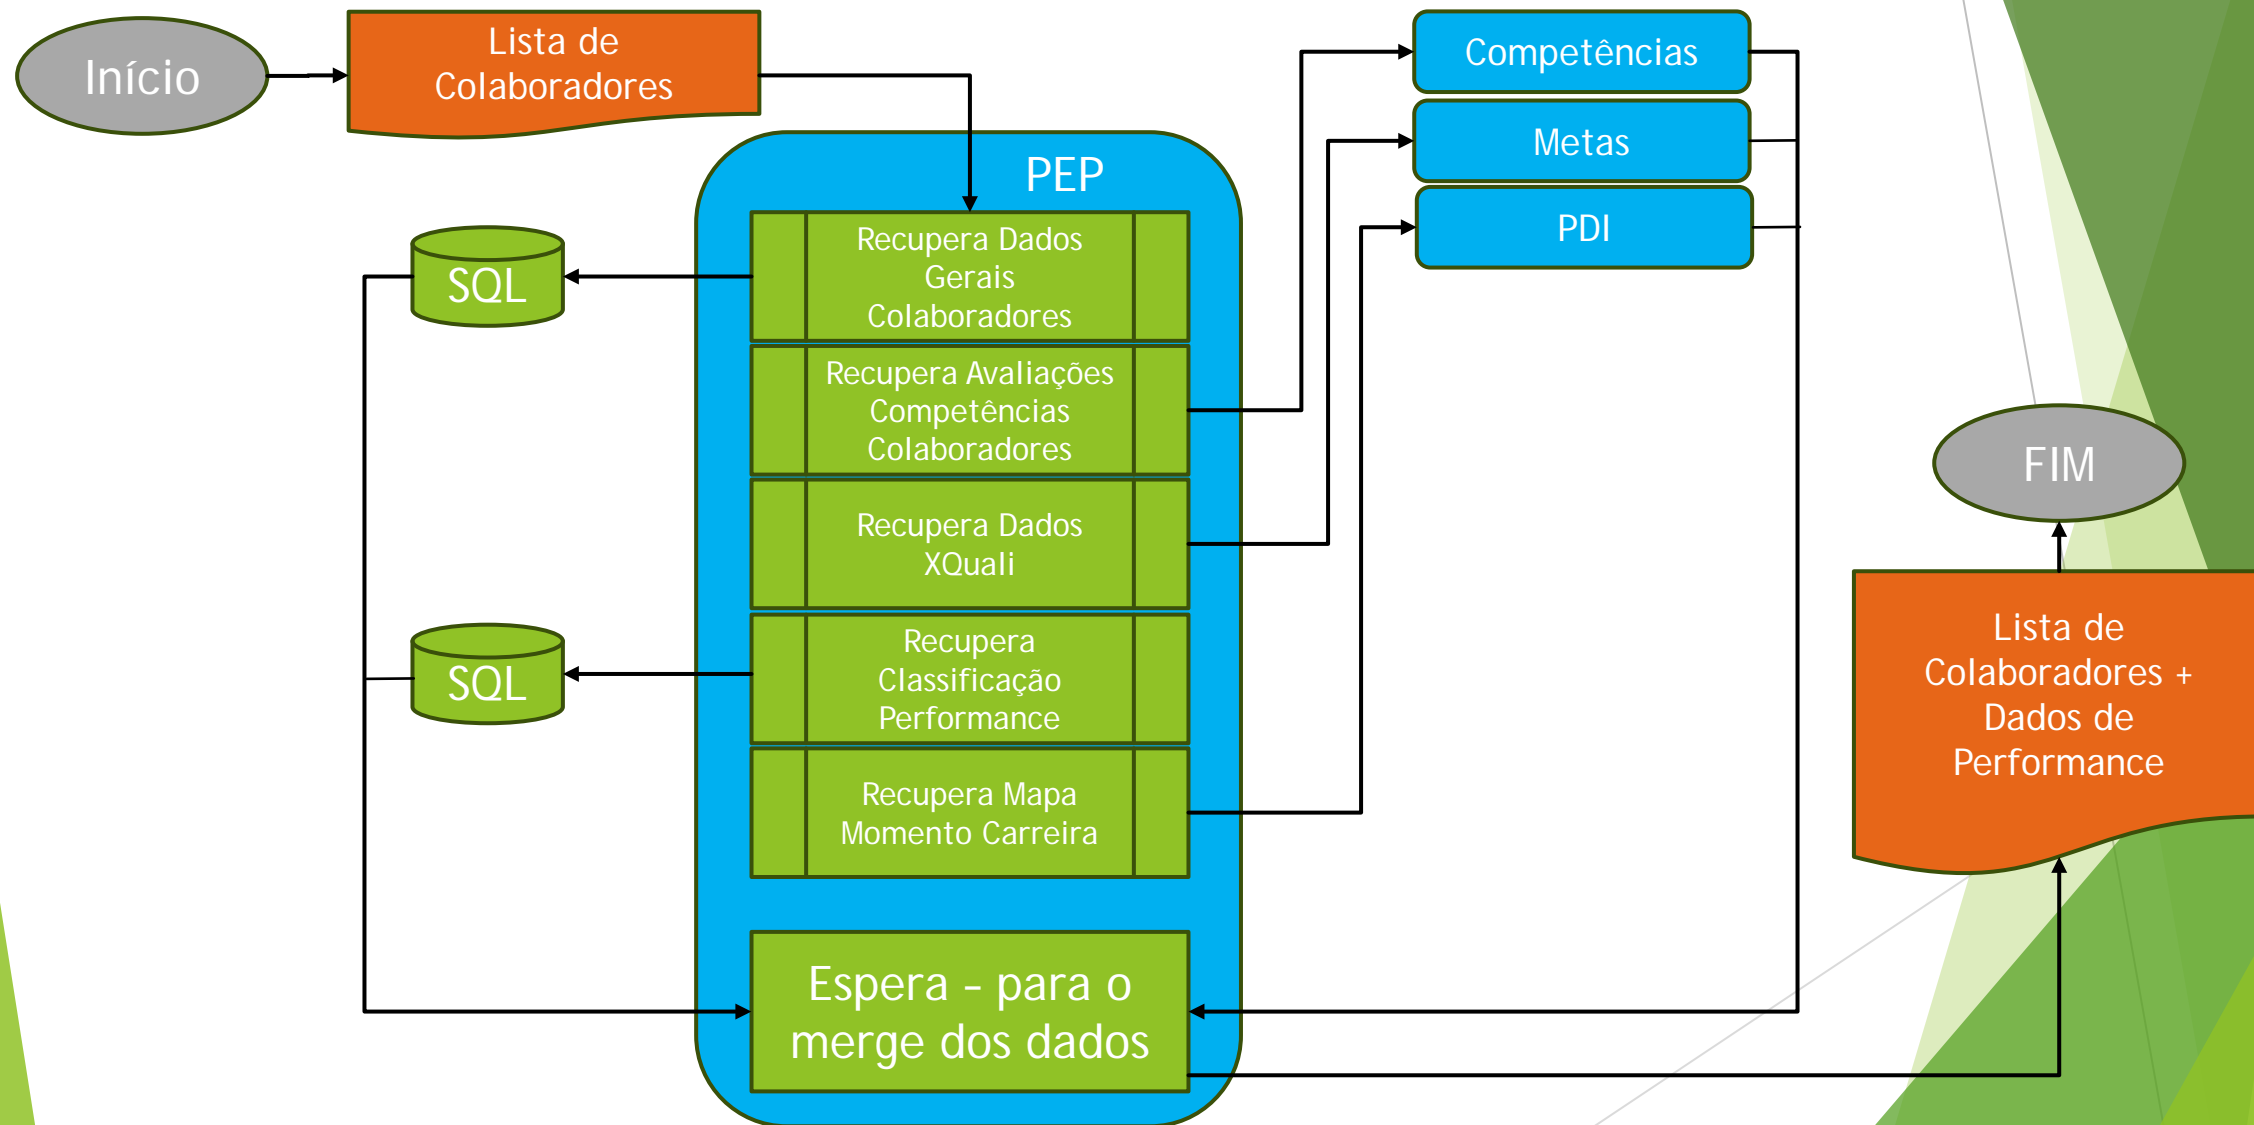 Início
Lista de
Colaboradores
PEP
Recupera Dados
Gerais
Colaboradores
Recupera Avaliações
Competências
Colaboradores
Recupera Dados
XQuali
Recupera
Classificação
Performance
Recupera Mapa
Momento Carreira
Espera – para o
merge dos dados
SQL
SQL
Competências
Metas
PDI
FIM
Lista de
Colaboradores +
Dados de
Performance